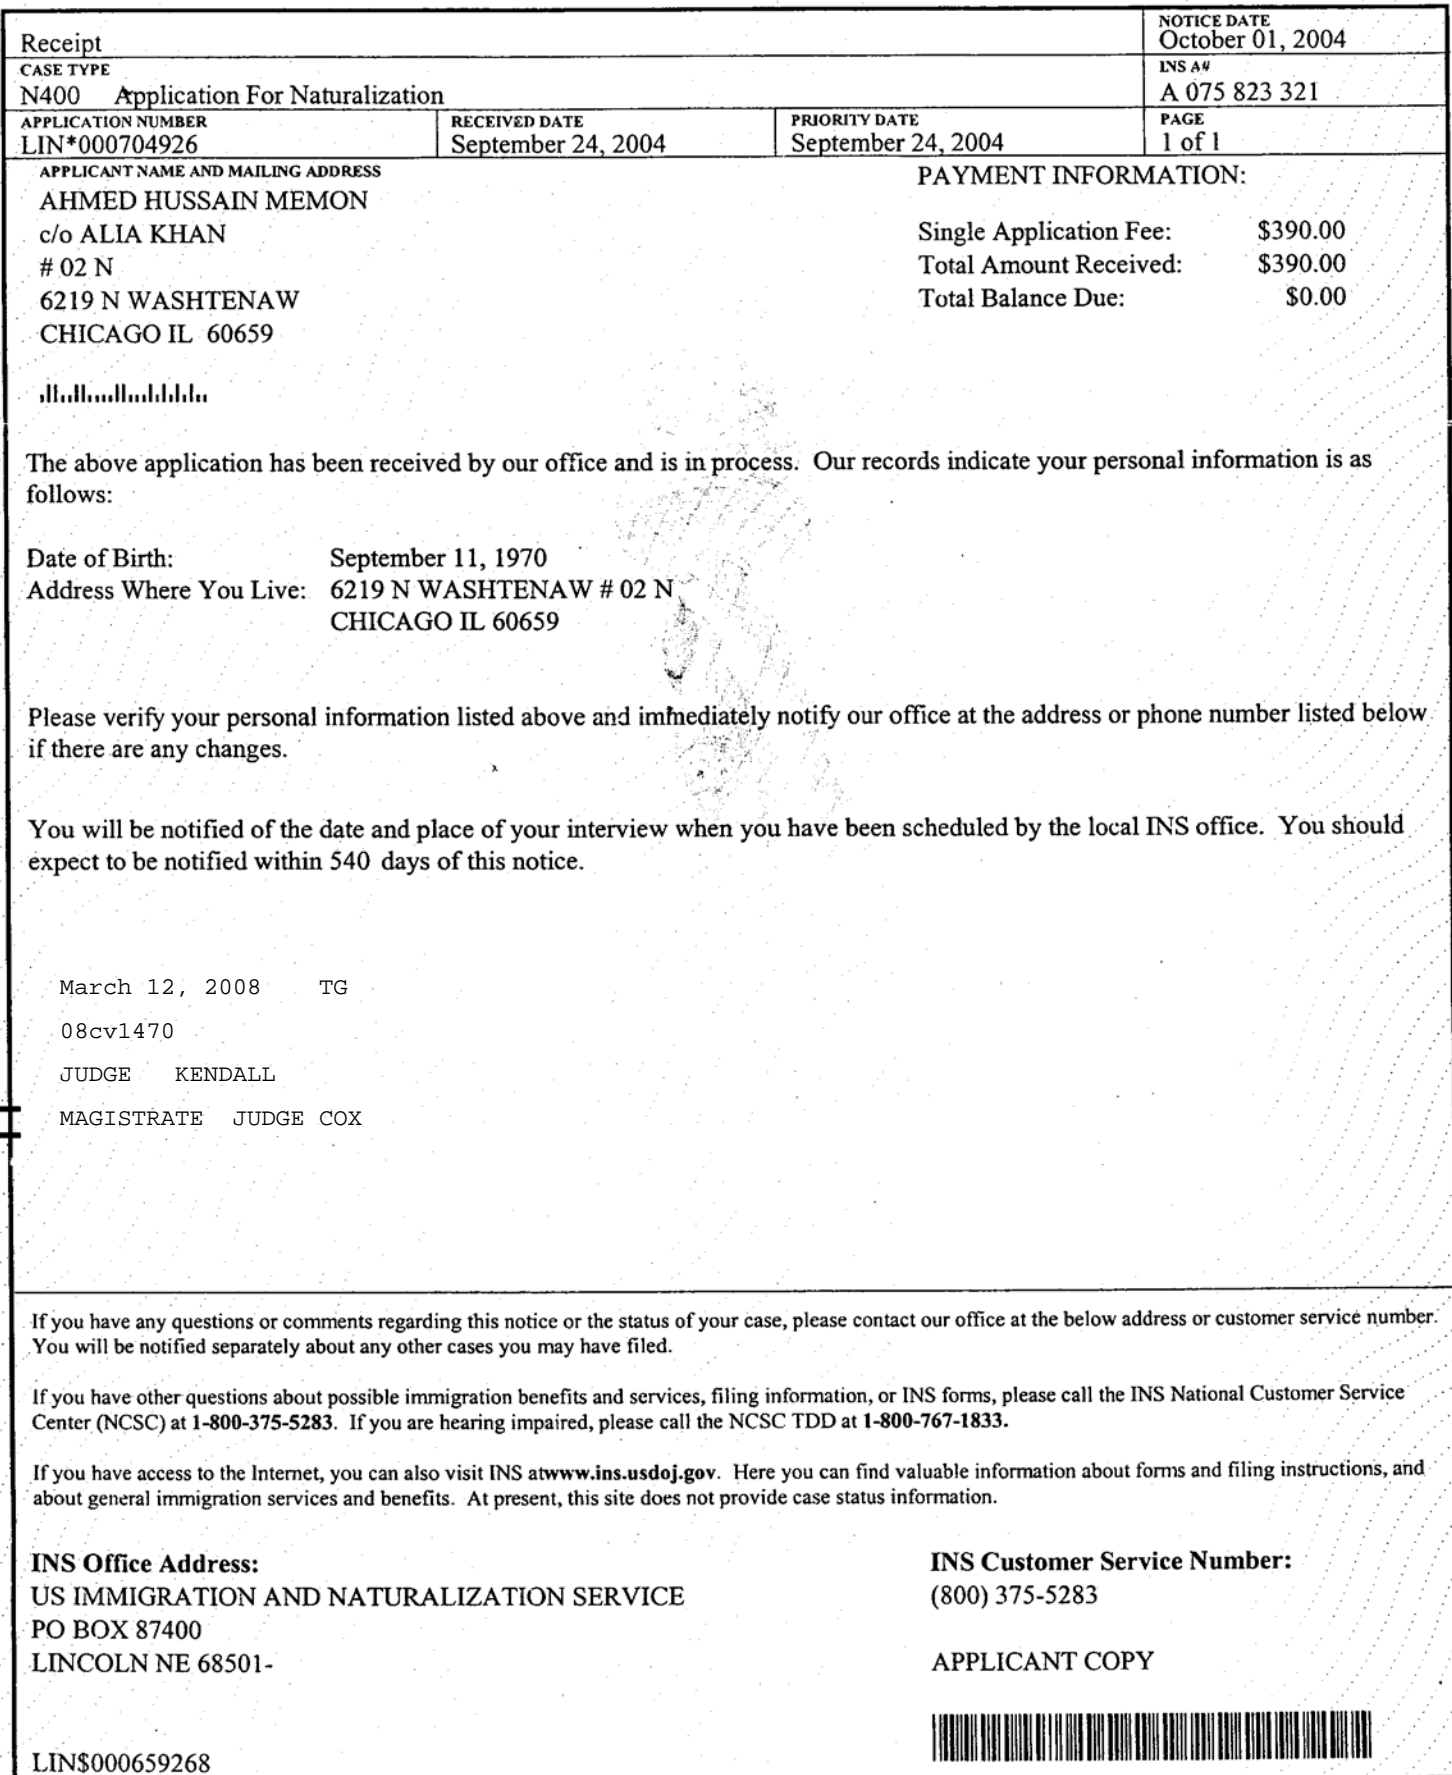 Receipt
NOTICE DATE
October 01, 2004
CASE TYPE
N400 Application For Naturalization
INS A#
A 075 823 321
APPLICATION NUMBER
LIN*000704926
RECEIVED DATE
September 24, 2004
PRIORITY DATE
September 24, 2004
PAGE
1 of 1
APPLICANT NAME AND MAILING ADDRESS
AHMED HUSSAIN MEMON
c/o ALIA KHAN
# 02 N
6219 N WASHTENAW
CHICAGO IL 60659
PAYMENT INFORMATION:
Single Application Fee: $390.00
Total Amount Received: $390.00
Total Balance Due: $0.00
The above application has been received by our office and is in process. Our records indicate your personal information is as
follows:
Date of Birth: September 11, 1970
Address Where You Live: 6219 N WASHTENAW # 02 N
CHICAGO IL 60659
Please verify your personal information listed above and immediately notify our office at the address or phone number listed below
if there are any changes.
You will be notified of the date and place of your interview when you have been scheduled by the local INS office. You should
expect to be notified within 540 days of this notice.
March 12, 2008 TG
08cv1470
JUDGE KENDALL
MAGISTRATE JUDGE COX
If you have any questions or comments regarding this notice or the status of your case, please contact our office at the below address or customer service number.
You will be notified separately about any other cases you may have filed.
If you have other questions about possible immigration benefits and services, filing information, or INS forms, please call the INS National Customer Service
Center (NCSC) at 1-800-375-5283. If you are hearing impaired, please call the NCSC TDD at 1-800-767-1833.
If you have access to the Internet, you can also visit INS atwww.ins.usdoj.gov. Here you can find valuable information about forms and filing instructions, and
about general immigration services and benefits. At present, this site does not provide case status information.
INS Office Address:
US IMMIGRATION AND NATURALIZATION SERVICE
PO BOX 87400
LINCOLN NE 68501-
INS Customer Service Number:
(800) 375-5283
APPLICANT COPY
LIN$000659268